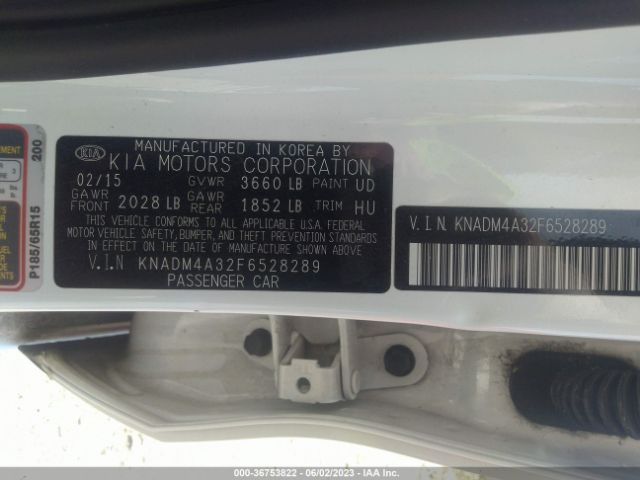 MANUFACTURED IN KOREA BY
KIA KIA MOTORS CORPORATION
02/15 GVWR 3660 LB PAINT UD
GAWR FRONT 2028 LB GAWR REAR 1852 LB TRIM HU
THIS VEHICLE CONFORMS TO ALL APPLICABLE U.S.A. FEDERAL
MOTOR VEHICLE SAFETY, BUMPER, AND THEFT PREVENTION STANDARDS
IN EFFECT ON THE DATE OF MANUFACTURE SHOWN ABOVE.
V.I.N KNADM4A32F6528289
PASSENGER CAR
V.I.N. KNADM4A32F6528289
P185/65R15
200
3
000-36753822 - 06/02/2023 - IAA Inc.